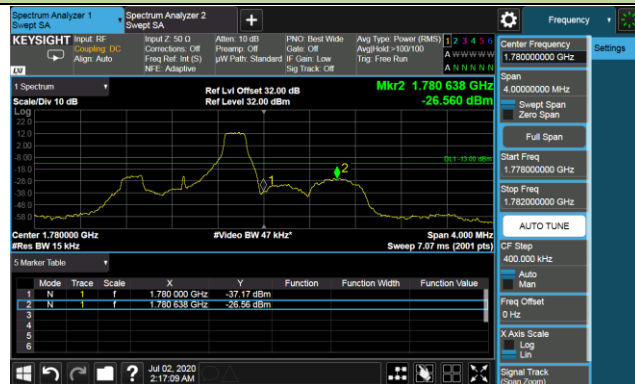 Spectrum Analyzer 1
Swept SA
Spectrum Analyzer 2
Swept SA
Frequency
KEYSIGHT
Input: RF
Coupling: DC
Align: Auto
Input Z: 50 Ω
Corrections: Off
Freq Ref: Int (S)
NFE: Adaptive
Atten: 10 dB
Preamp: Off
µW Path: Standard
PNO: Best Wide
Gate: Off
IF Gain: Low
Sig Track: Off
Avg Type: Power (RMS)
Avg|Hold:>100/100
Trig: Free Run
1 2 3 4 5 6
A W W W W W
A N N N N N
LXI
1 Spectrum
Scale/Div 10 dB
Ref Lvl Offset 32.00 dB
Ref Level 32.00 dBm
Mkr2 1.780 638 GHz
-26.560 dBm
Log
22.0
12.0
2.00
-8.00
-18.0
-28.0
-38.0
-48.0
-58.0
DL1 -13.00 dBm
1
2
Center 1.780000 GHz
#Res BW 15 kHz
#Video BW 47 kHz*
Span 4.000 MHz
Sweep 7.07 ms (2001 pts)
5 Marker Table
Mode Trace Scale X Y Function Function Width Function Value
1 N 1 f 1.780 000 GHz -37.17 dBm
2 N 1 f 1.780 638 GHz -26.56 dBm
3
4
5
6
?
Jul 02, 2020
2:17:09 AM
Center Frequency
1.780000000 GHz
Settings
Span
4.00000000 MHz
Swept Span
Zero Span
Full Span
Start Freq
1.778000000 GHz
Stop Freq
1.782000000 GHz
AUTO TUNE
CF Step
400.000 kHz
Auto
Man
Freq Offset
0 Hz
X Axis Scale
Log
Lin
Signal Track
(Span Zoom)